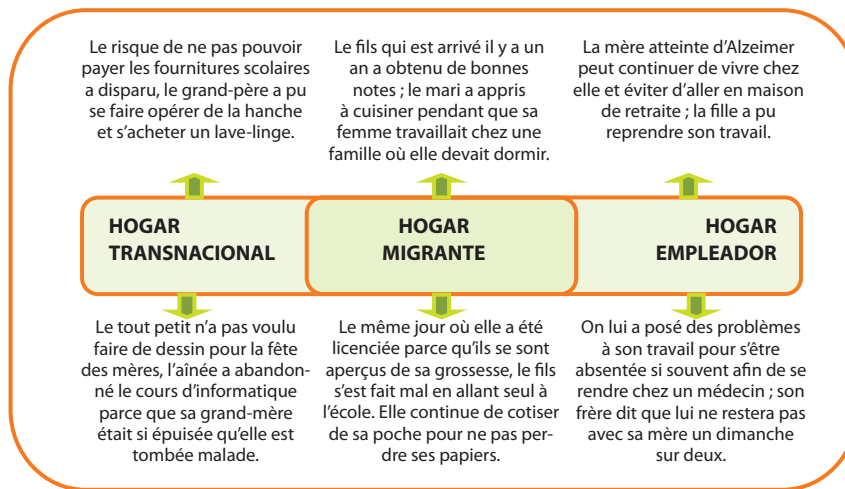 Le risque de ne pas pouvoir
payer les fournitures scolaires
a disparu, le grand-père a pu
se faire opérer de la hanche
et s'acheter un lave-linge.
Le fils qui est arrivé il y a un
an a obtenu de bonnes
notes ; le mari a appris
à cuisiner pendant que sa
femme travaillait chez une
famille où elle devait dormir.
La mère atteinte d'Alzeimer
peut continuer de vivre chez
elle et éviter d'aller en maison
de retraite ; la fille a pu
reprendre son travail.
HOGAR
TRANSNACIONAL
HOGAR
MIGRANTE
HOGAR
EMPLEADOR
Le tout petit n'a pas voulu
faire de dessin pour la fête
des mères, l'aînée a abandon-
né le cours d'informatique
parce que sa grand-mère
était si épuisée qu'elle est
tombée malade.
Le même jour où elle a été
licenciée parce qu'ils se sont
aperçus de sa grossesse, le fils
s'est fait mal en allant seul à
l'école. Elle continue de cotiser
de sa poche pour ne pas per-
dre ses papiers.
On lui a posé des problèmes
à son travail pour s'être
absentée si souvent afin de se
rendre chez un médecin ; son
frère dit que lui ne restera pas
avec sa mère un dimanche
sur deux.